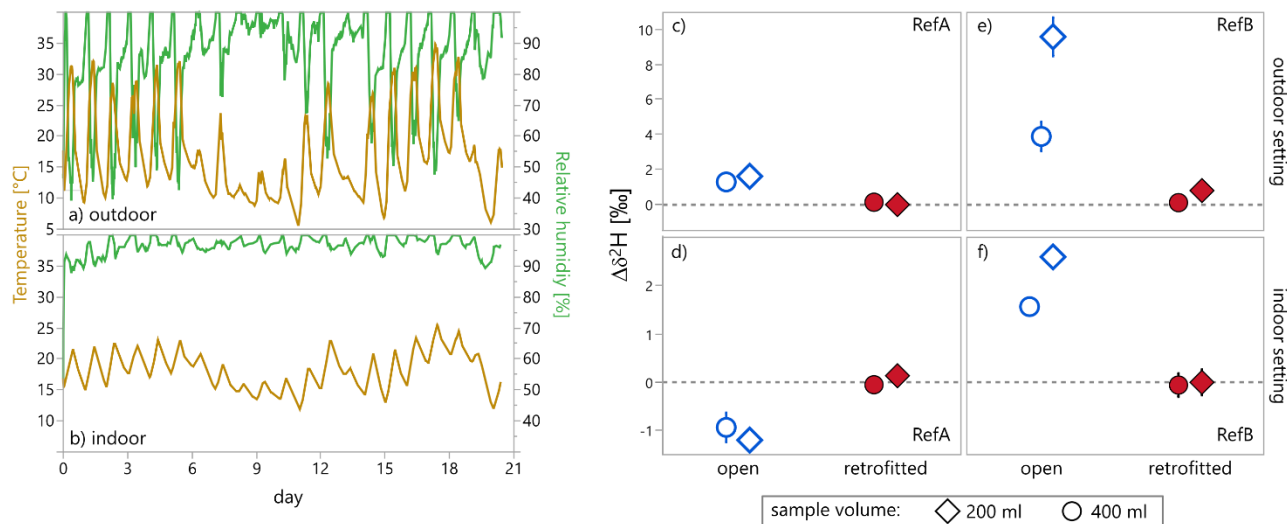 Temperature [°C]
35
30
25
20
15
10
5
90
80
70
60
50
40
30
a) outdoor
35
30
25
20
15
10
90
80
70
60
50
40
b) indoor
Relative humidiy [%]
0 3 6 9 12 15 18 21
day
Δδ²H [‰]
10
8
6
4
2
0
c) RefA
e) RefB
outdoor setting
2
1
0
-1
d)
RefA
f)
RefB
indoor setting
open retrofitted open retrofitted
sample volume: 200 ml 400 ml